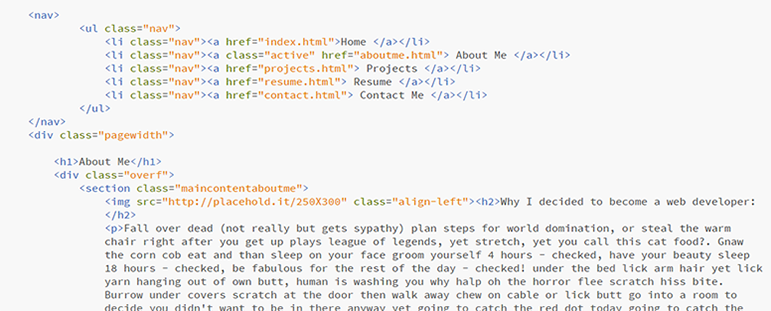 <nav>
<ul class="nav">
<li class="nav"><a href="index.html">Home </a></li>
<li class="nav"><a class="active" href="aboutme.html"> About Me </a></li>
<li class="nav"><a href="projects.html"> Projects </a></li>
<li class="nav"><a href="resume.html"> Resume </a></li>
<li class="nav"><a href="contact.html"> Contact Me </a></li>
</ul>
</nav>
<div class="pagewidth">
<h1>About Me</h1>
<div class="overf">
<section class="maincontentaboutme">
<img src="http://placehold.it/250X300" class="align-left"><h2>Why I decided to become a web developer:
</h2>
<p>Fall over dead (not really but gets sypathy) plan steps for world domination, or steal the warm
chair right after you get up plays league of legends, yet stretch, yet you call this cat food?. Gnaw
the corn cob eat and than sleep on your face groom yourself 4 hours - checked, have your beauty sleep
18 hours - checked, be fabulous for the rest of the day - checked! under the bed lick arm hair yet lick
yarn hanging out of own butt, human is washing you why halp oh the horror flee scratch hiss bite.
Burrow under covers scratch at the door then walk away chew on cable or lick butt go into a room to
decide you didn't want to be in there anyway yet going to catch the red dot today going to catch the